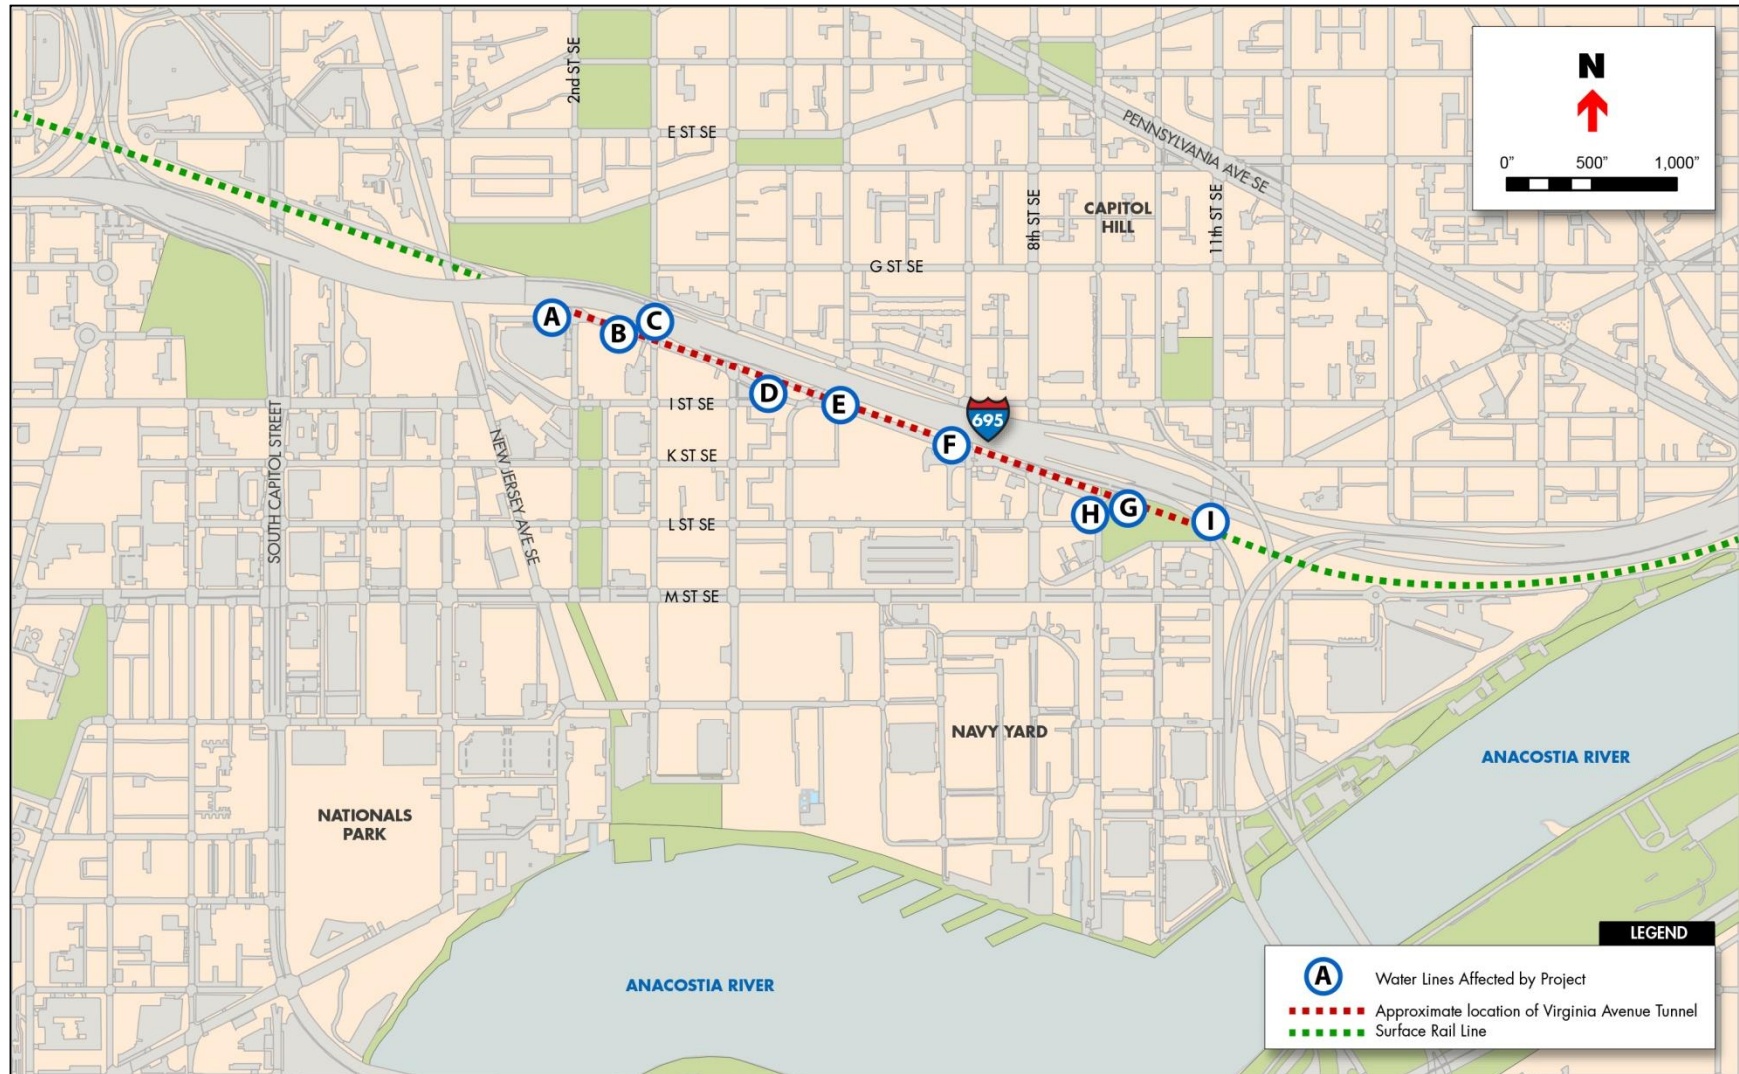 N
0" 500" 1,000"
2nd ST SE
E ST SE
PENNSYLVANIA AVE SE
8th ST SE
CAPITOL
HILL
11th ST SE
G ST SE
A
B
C
D
E
F
G
H
I
695
I ST SE
K ST SE
L ST SE
M ST SE
SOUTH CAPITOL STREET
NEW JERSEY AVE SE
NAVY YARD
NATIONALS
PARK
ANACOSTIA RIVER
ANACOSTIA RIVER
LEGEND
A Water Lines Affected by Project
Approximate location of Virginia Avenue Tunnel
Surface Rail Line